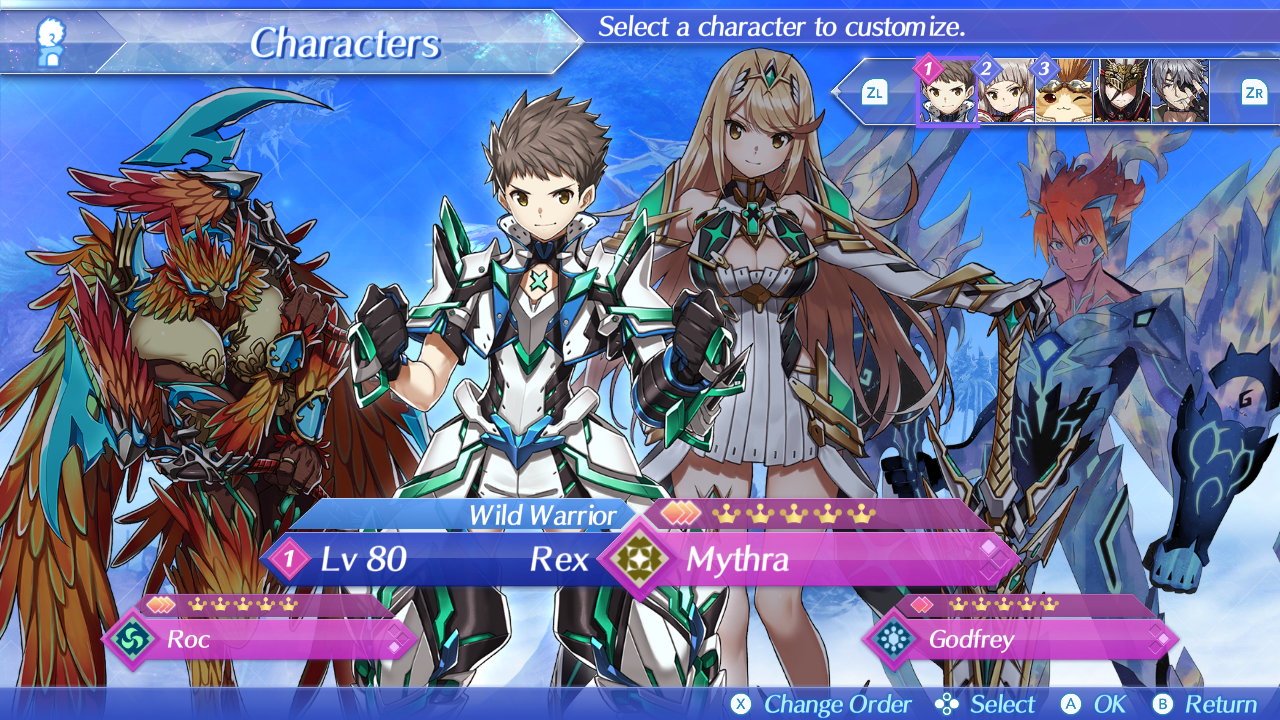 Characters
Select a character to customize.
ZL
1
2
3
ZR
G
Wild Warrior
1
Lv 80
Rex
Mythra
Roc
Godfrey
X Change Order
Select
A OK
B Return